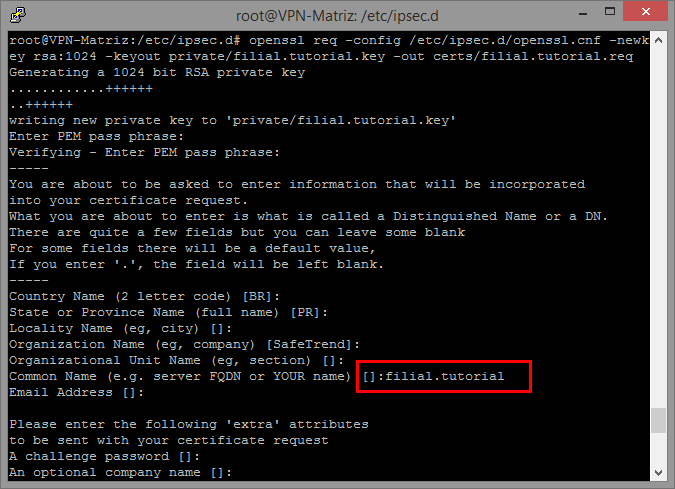 root@VPN-Matriz: /etc/ipsec.d
root@VPN-Matriz:/etc/ipsec.d# openssl req -config /etc/ipsec.d/openssl.cnf -newk
ey rsa:1024 -keyout private/filial.tutorial.key -out certs/filial.tutorial.req
Generating a 1024 bit RSA private key
............++++++
..++++++
writing new private key to 'private/filial.tutorial.key'
Enter PEM pass phrase:
Verifying - Enter PEM pass phrase:
-----
You are about to be asked to enter information that will be incorporated
into your certificate request.
What you are about to enter is what is called a Distinguished Name or a DN.
There are quite a few fields but you can leave some blank
For some fields there will be a default value,
If you enter '.', the field will be left blank.
-----
Country Name (2 letter code) [BR]:
State or Province Name (full name) [PR]:
Locality Name (eg, city) []:
Organization Name (eg, company) [SafeTrend]:
Organizational Unit Name (eg, section) []:
Common Name (e.g. server FQDN or YOUR name) []:filial.tutorial
Email Address []:
Please enter the following 'extra' attributes
to be sent with your certificate request
A challenge password []:
An optional company name []: